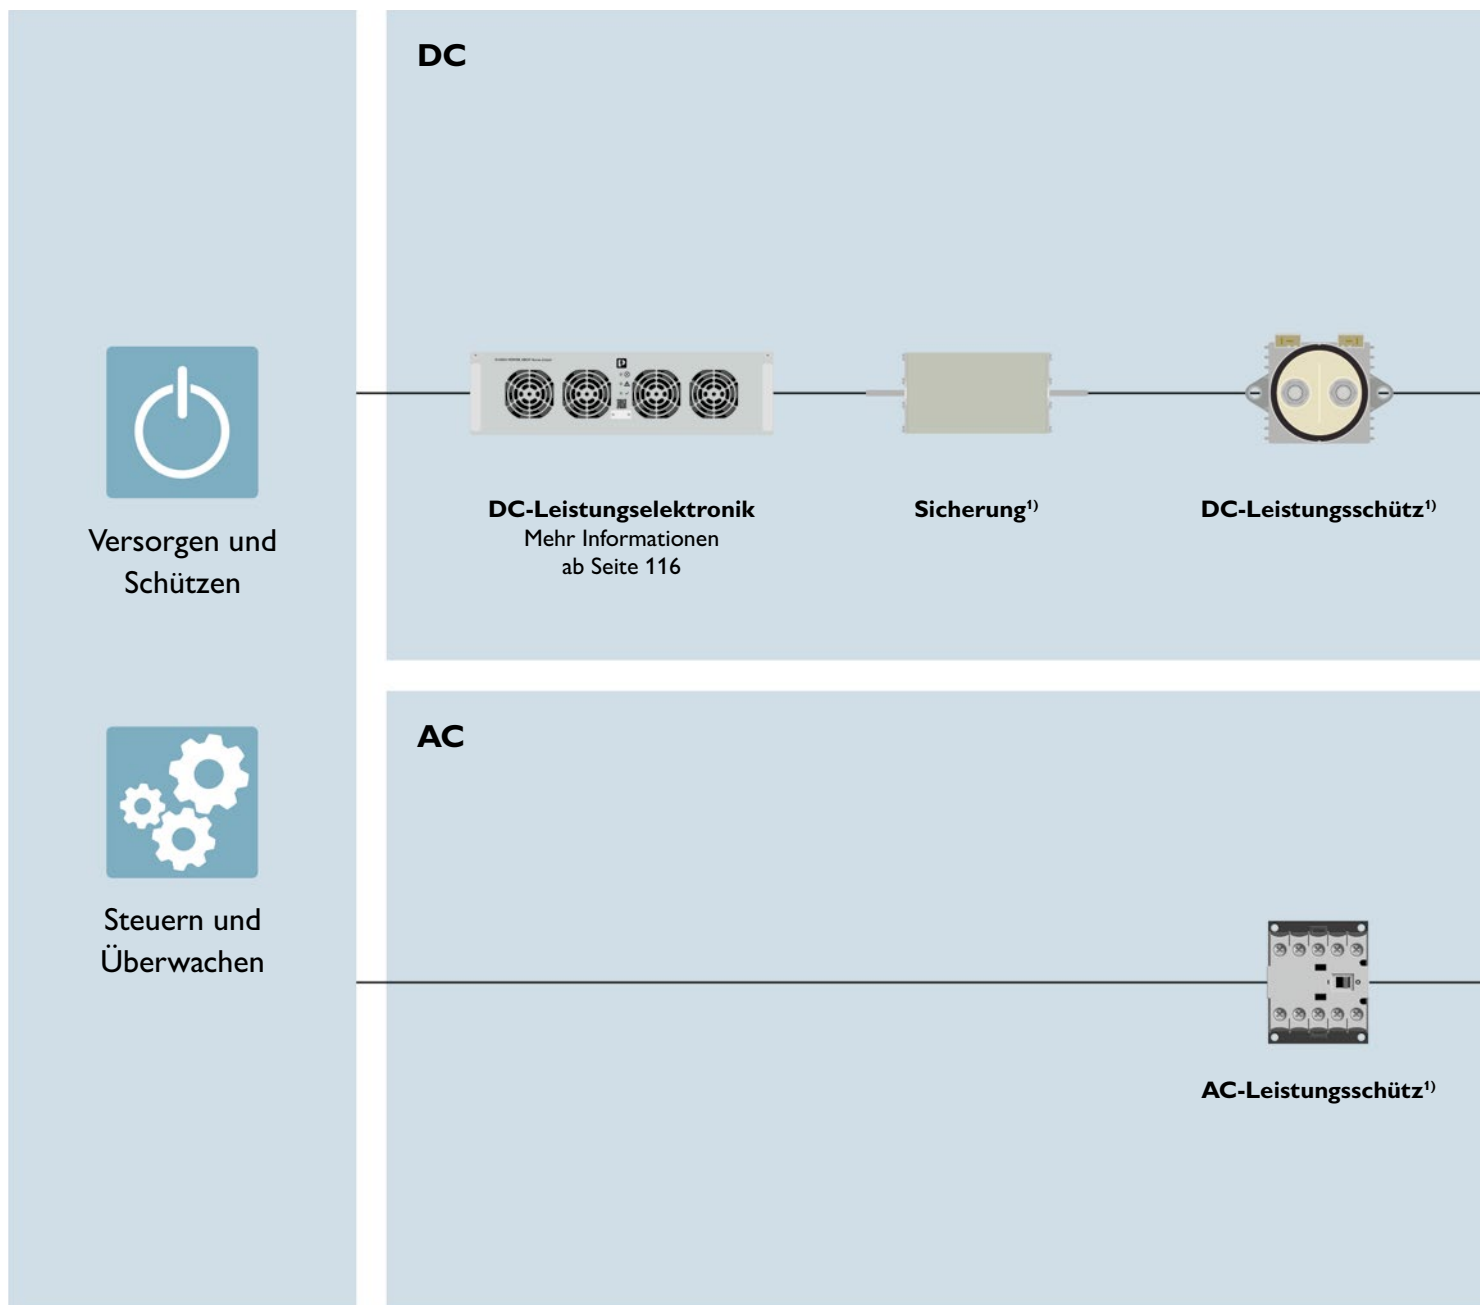 DC
Versorgen und
Schützen
DC-Leistungselektronik
Mehr Informationen
ab Seite 116
Sicherung¹⁾
DC-Leistungsschütz¹⁾
AC
Steuern und
Überwachen
AC-Leistungsschütz¹⁾